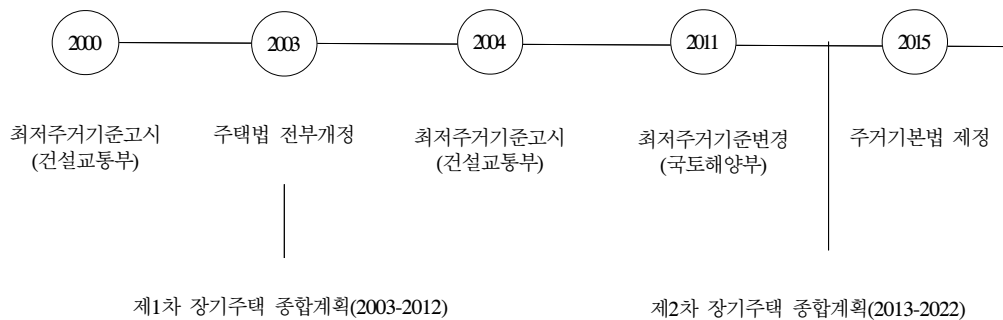 2000
2003
2004
2011
2015
최저주거기준고시
(건설교통부)
주택법 전부개정
최저주거기준고시
(건설교통부)
최저주거기준변경
(국토해양부)
주거기본법 제정
제1차 장기주택 종합계획(2003-2012)
제2차 장기주택 종합계획(2013-2022)